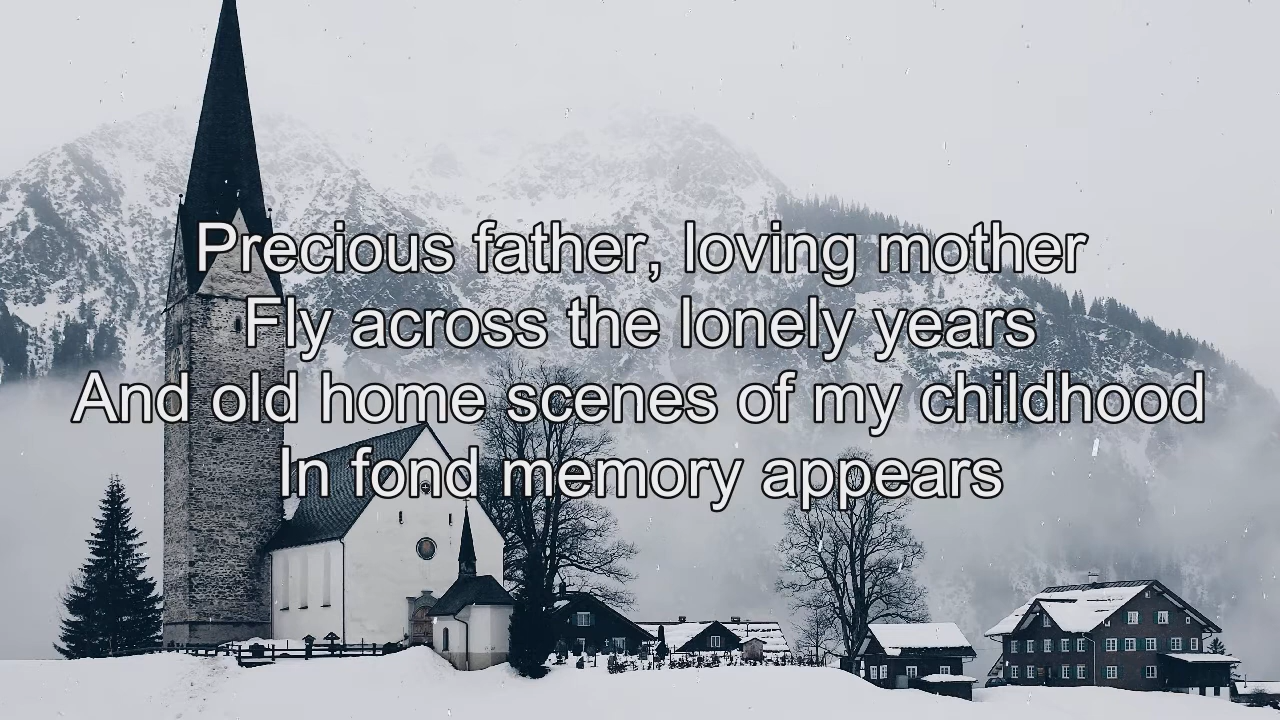 Precious father, loving mother
Fly across the lonely years
And old home scenes of my childhood
In fond memory appears